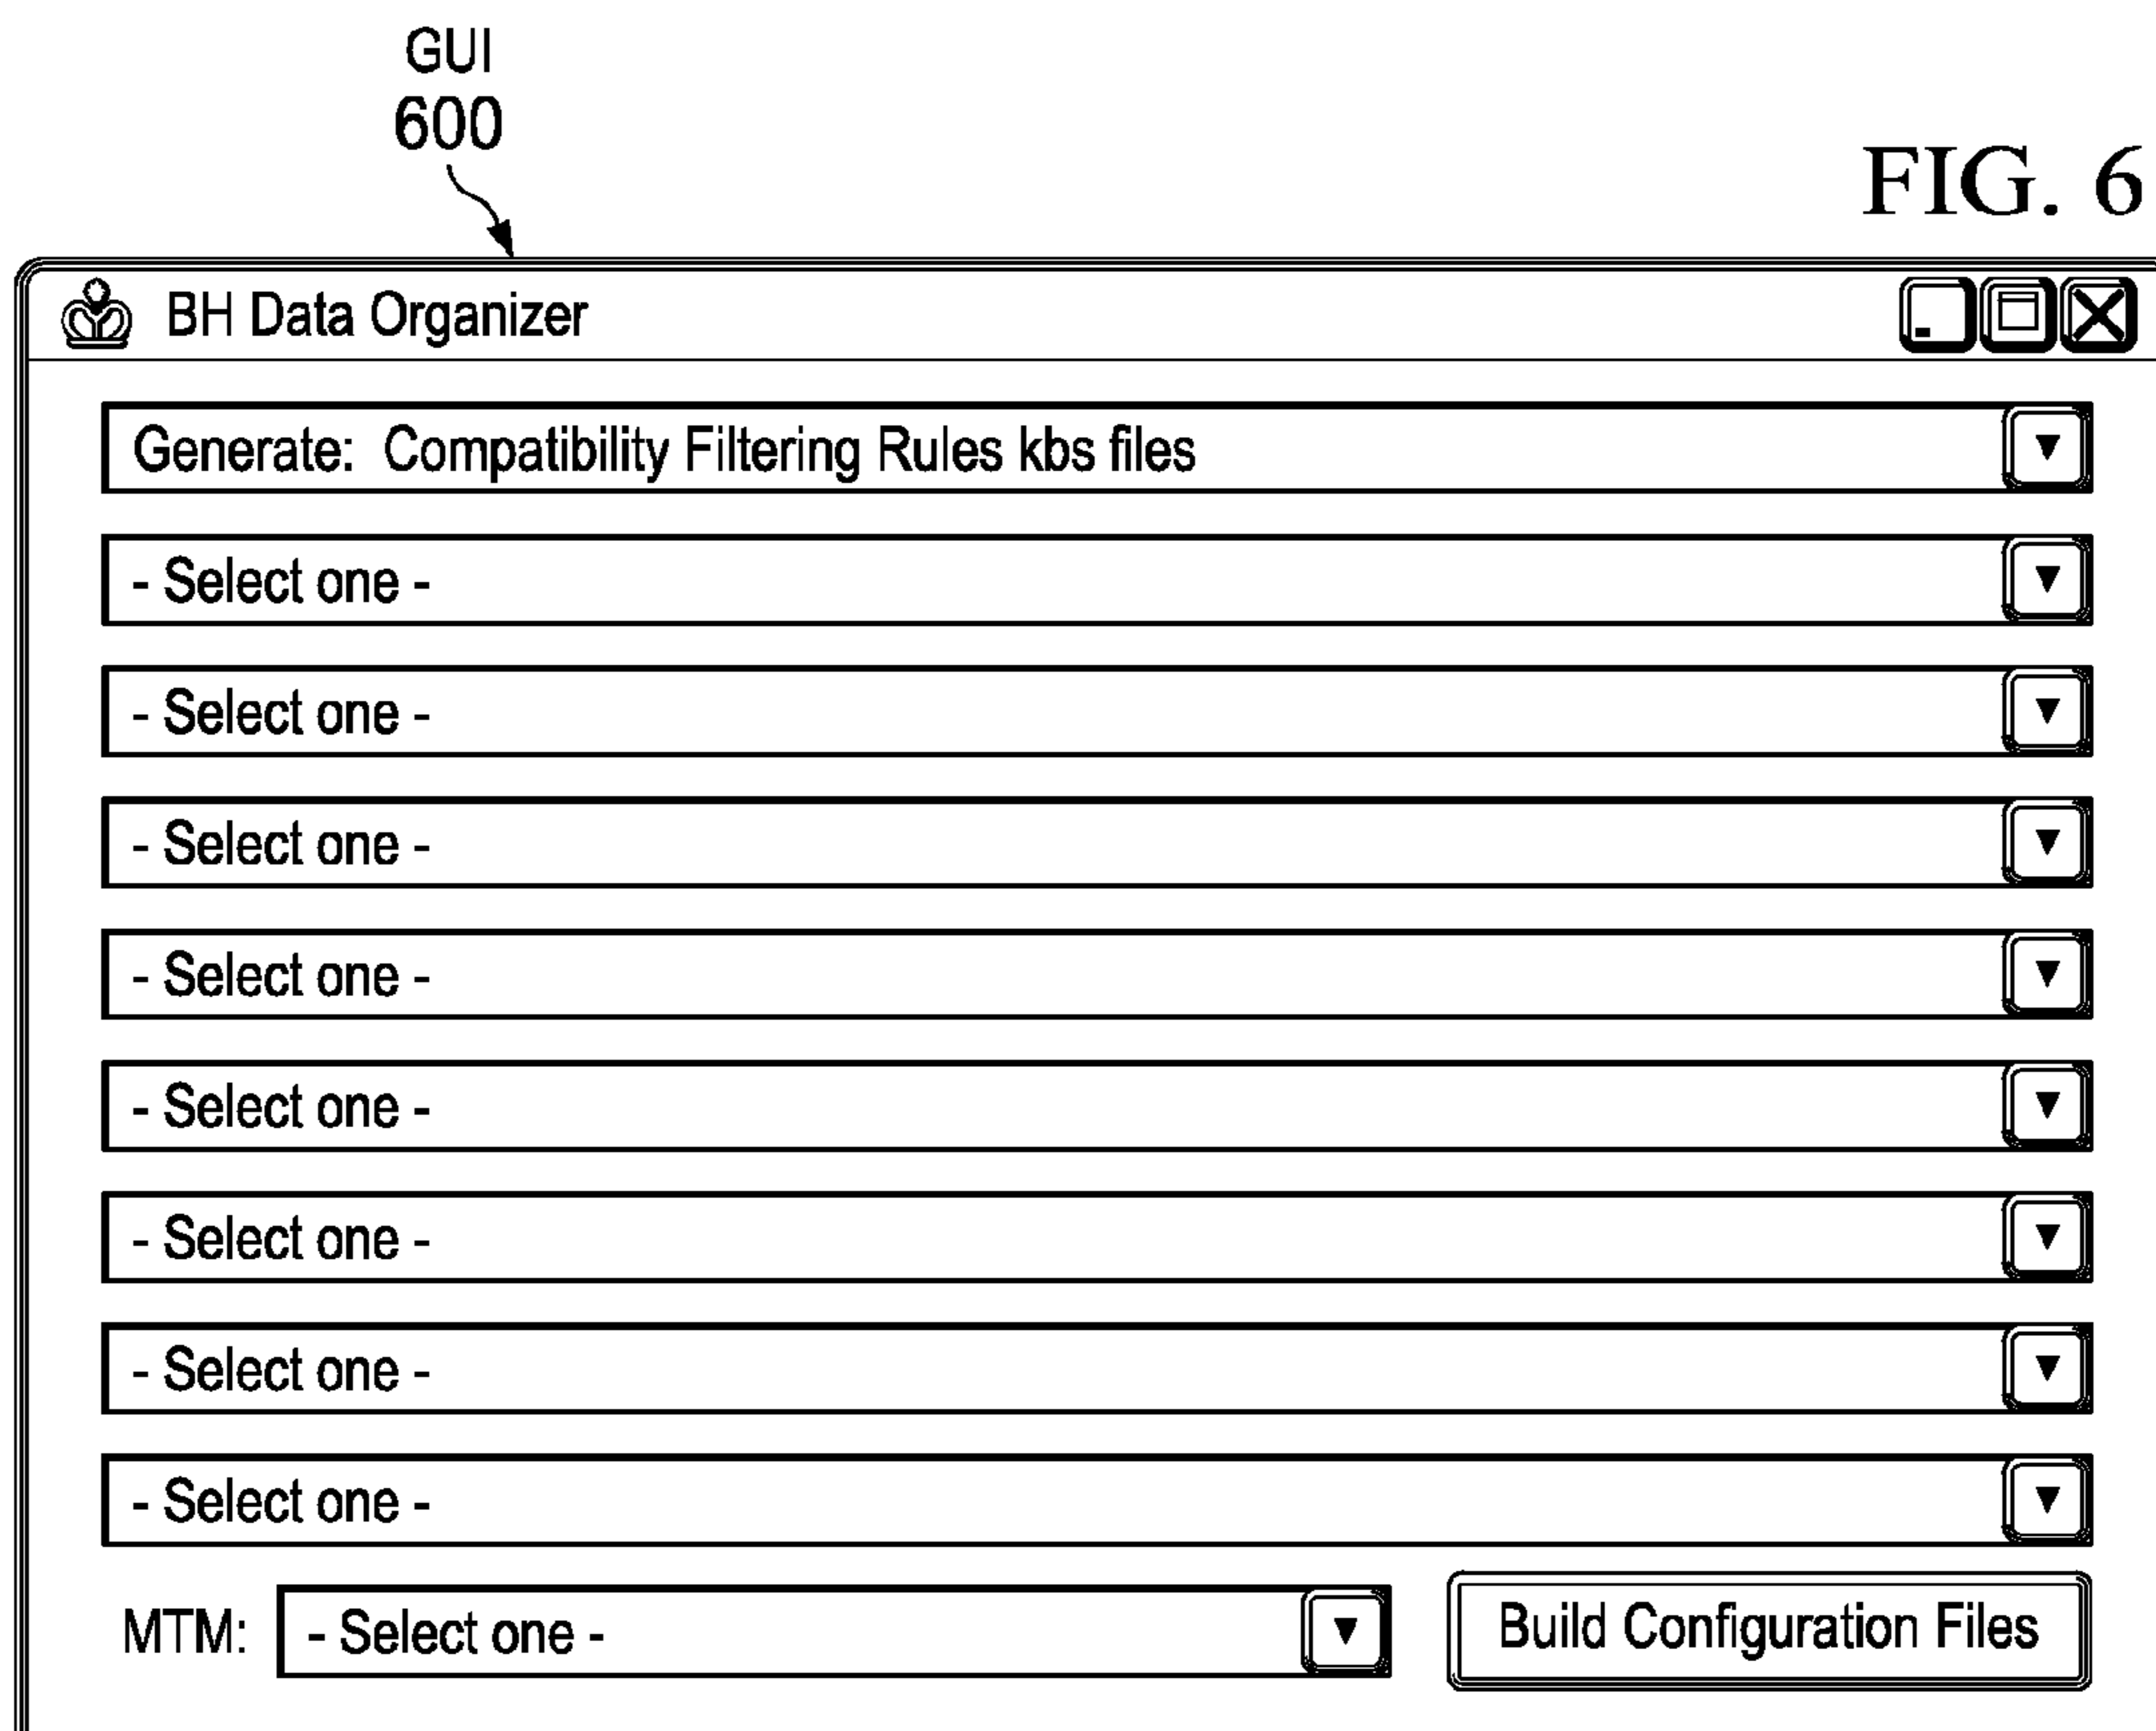 GUI
600
FIG. 6
BH Data Organizer
Generate: Compatibility Filtering Rules kbs files
- Select one -
- Select one -
- Select one -
- Select one -
- Select one -
- Select one -
- Select one -
- Select one -
MTM: - Select one - Build Configuration Files